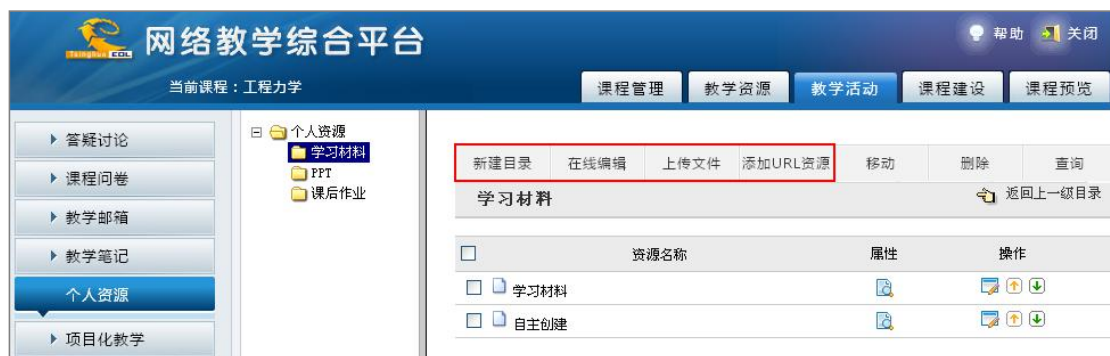 网络教学综合平台
帮助 关闭
TsingHua EOL
当前课程：工程力学
课程管理 教学资源 教学活动 课程建设 课程预览
答疑讨论
课程问卷
教学邮箱
教学笔记
个人资源
项目化教学
个人资源
学习材料
PPT
课后作业
新建目录 在线编辑 上传文件 添加URL资源 移动 删除 查询
学习材料 返回上一级目录
资源名称 属性 操作
学习材料
自主创建